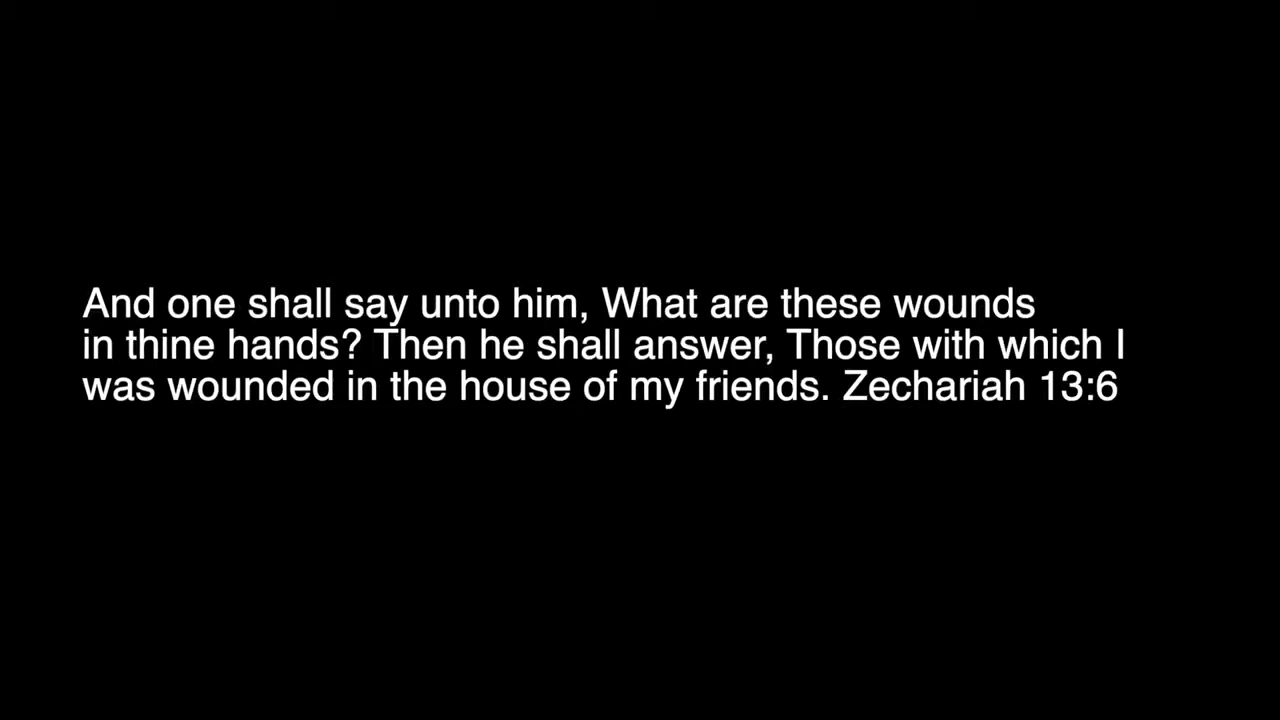 And one shall say unto him, What are these wounds
in thine hands? Then he shall answer, Those with which I
was wounded in the house of my friends. Zechariah 13:6